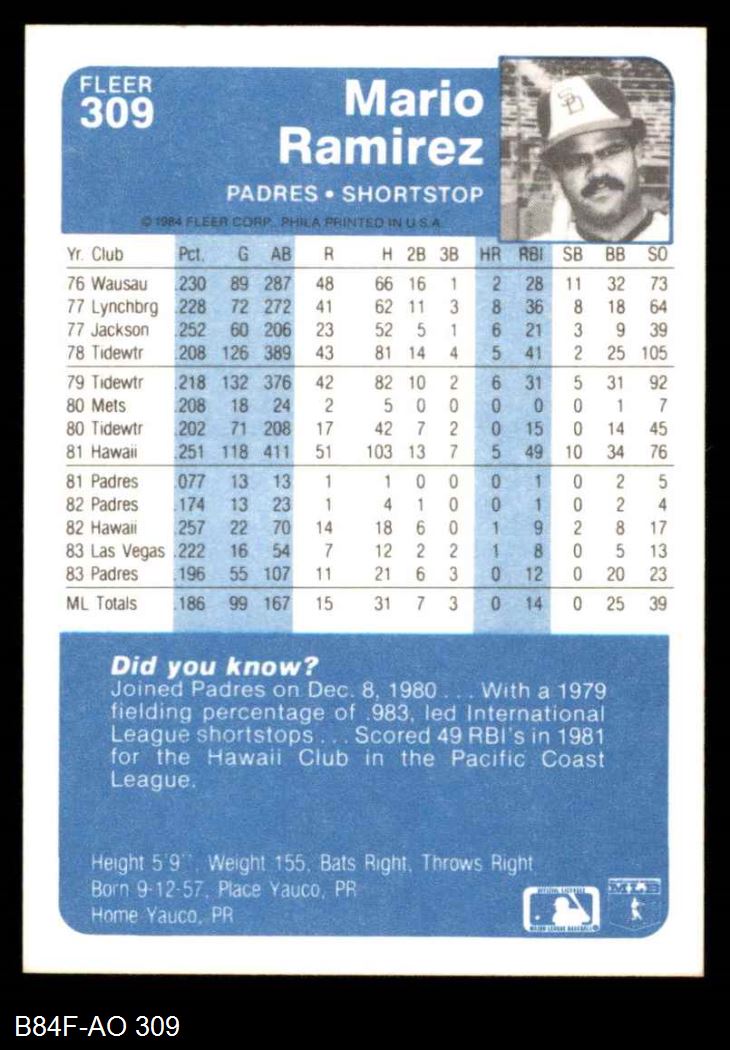 FLEER
309
Mario
Ramirez
PADRES • SHORTSTOP
© 1984 FLEER CORP., PHILA PRINTED IN U.S.A.
Yr. Club Pct. G AB R H 2B 3B HR RBI SB BB SO
76 Wausau .230 89 287 48 66 16 1 2 28 11 32 73
77 Lynchbrg .228 72 272 41 62 11 3 8 36 8 18 64
77 Jackson .252 60 206 23 52 5 1 6 21 3 9 39
78 Tidewtr .208 126 389 43 81 14 4 5 41 2 25 105
79 Tidewtr .218 132 376 42 82 10 2 6 31 5 31 92
80 Mets .208 18 24 2 5 0 0 0 0 0 1 7
80 Tidewtr .202 71 208 17 42 7 2 0 15 0 14 45
81 Hawaii .251 118 411 51 103 13 7 5 49 10 34 76
81 Padres .077 13 13 1 1 0 0 0 1 0 2 5
82 Padres .174 13 23 1 4 1 0 0 1 0 2 4
82 Hawaii .257 22 70 14 18 6 0 1 9 2 8 17
83 Las Vegas .222 16 54 7 12 2 2 1 8 0 5 13
83 Padres .196 55 107 11 21 6 3 0 12 0 20 23
ML Totals .186 99 167 15 31 7 3 0 14 0 25 39
Did you know?
Joined Padres on Dec. 8, 1980 . . . With a 1979
fielding percentage of .983, led International
League shortstops . . . Scored 49 RBI's in 1981
for the Hawaii Club in the Pacific Coast
League.
Height 5'9", Weight 155, Bats Right, Throws Right
Born 9-12-57, Place Yauco, PR
Home Yauco, PR
OFFICIAL LICENSEE
MAJOR LEAGUE BASEBALL
B84F-AO 309